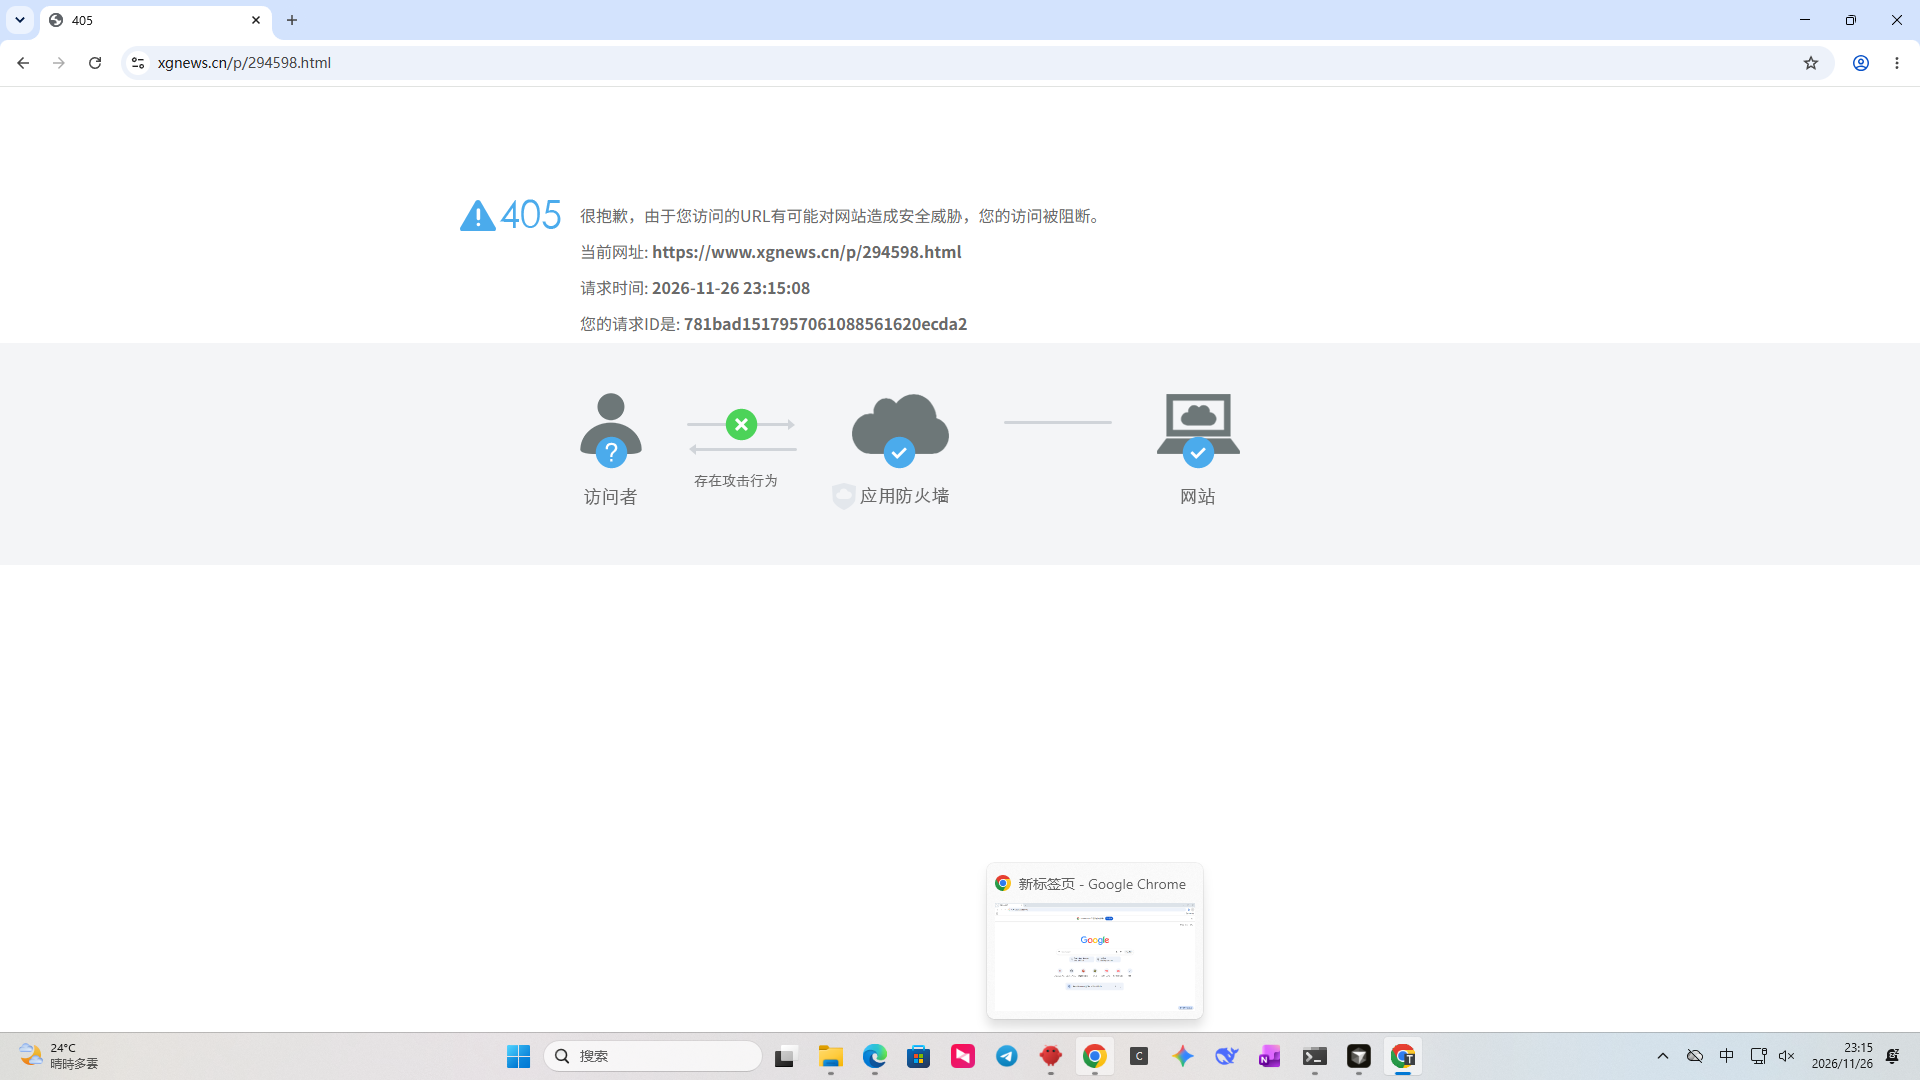 405
xgnews.cn/p/294598.html
405
很抱歉，由于您访问的URL有可能对网站造成安全威胁，您的访问被阻断。
当前网址: https://www.xgnews.cn/p/294598.html
请求时间: 2026-11-26 23:15:08
您的请求ID是: 781bad1517957061088561620ecda2
存在攻击行为
访问者
应用防火墙
网站
新标签页 - Google Chrome
Google
24°C
晴時多雲
搜索
中
23:15
2026/11/26